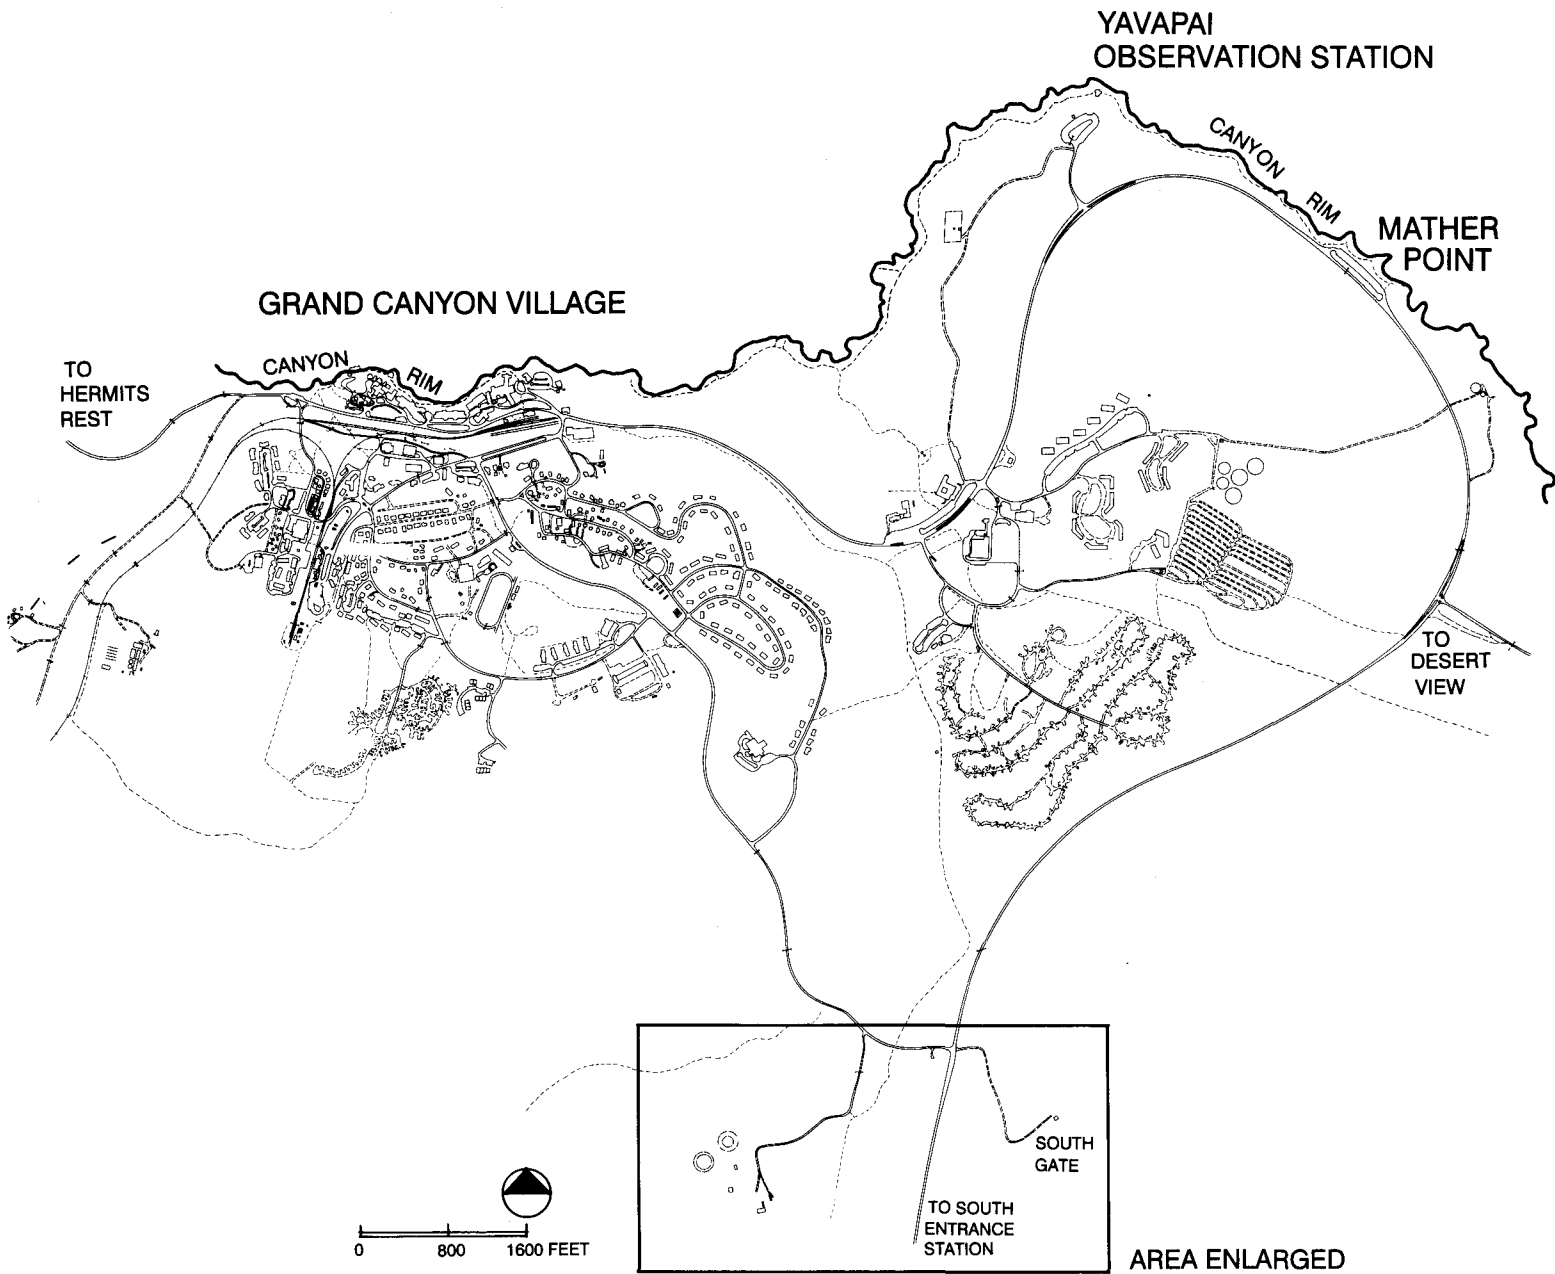 YAVAPAI
OBSERVATION STATION
CANYON
RIM
MATHER
POINT
GRAND CANYON VILLAGE
TO
HERMITS
REST
CANYON
RIM
TO
DESERT
VIEW
SOUTH
GATE
TO SOUTH
ENTRANCE
STATION
0 800 1600 FEET
AREA ENLARGED